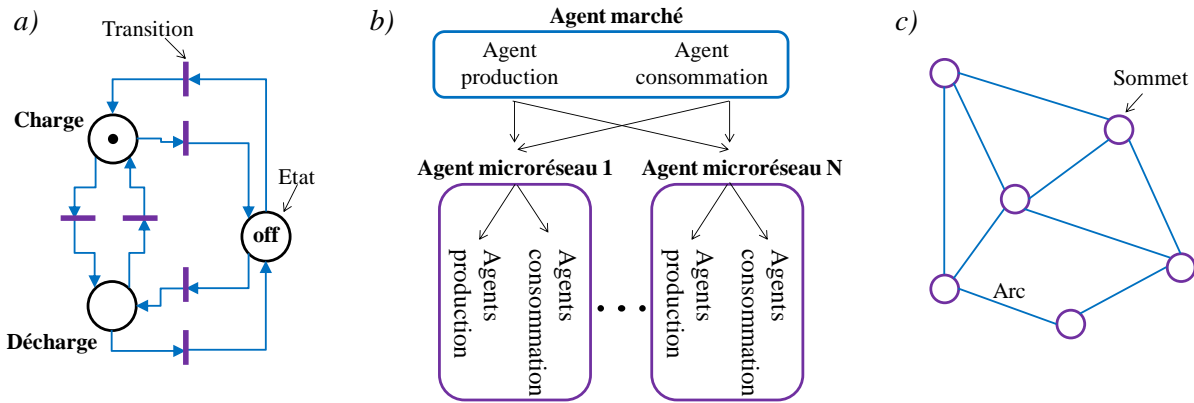 a)
Transition
Charge
Etat
off
Décharge
b)
Agent marché
Agent
production
Agent
consommation
Agent microréseau 1
Agents
production
Agents
consommation
Agent microréseau N
Agents
production
Agents
consommation
c)
Sommet
Arc